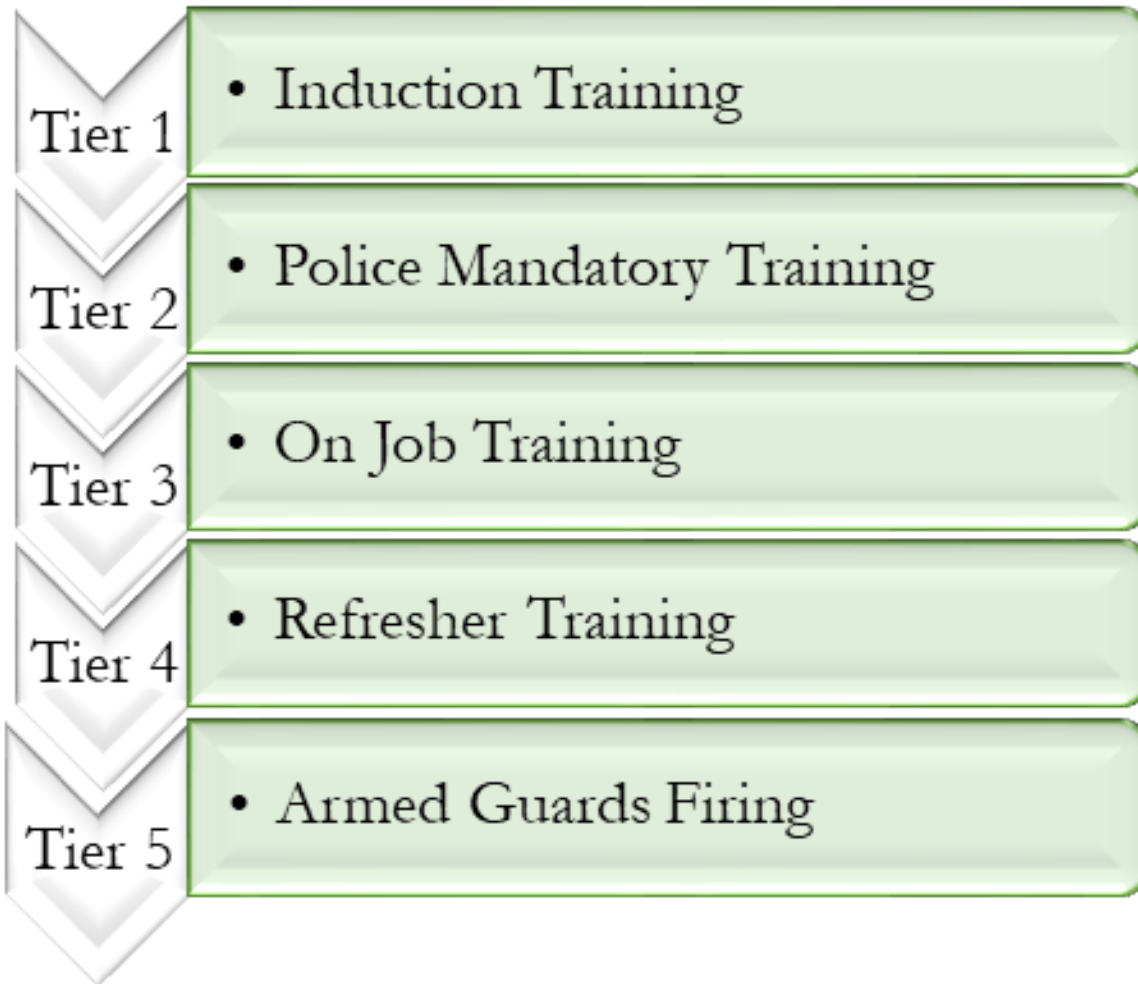 Tier 1
• Induction Training
Tier 2
• Police Mandatory Training
Tier 3
• On Job Training
Tier 4
• Refresher Training
Tier 5
• Armed Guards Firing